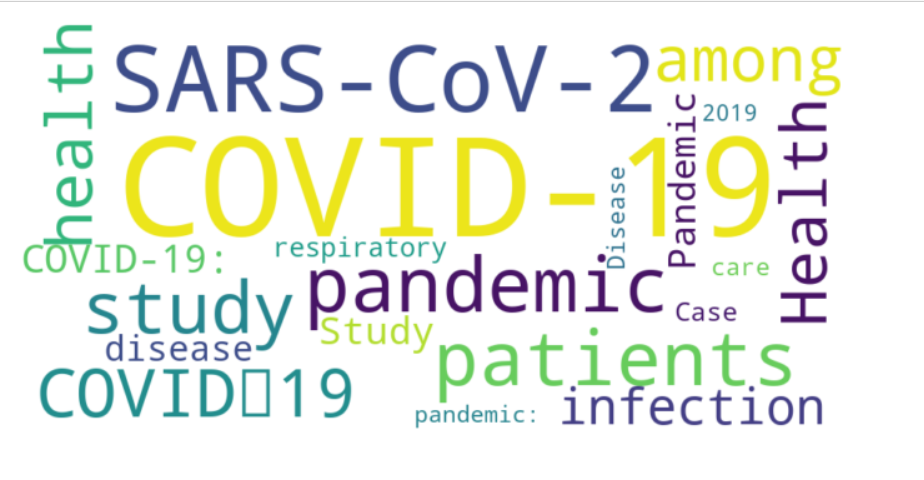 health
SARS-CoV-2
among
2019
COVID-19
Pandemic
Health
Disease
COVID-19:
respiratory
pandemic
care
study
Study
Case
disease
patients
COVID▯19
pandemic:
infection